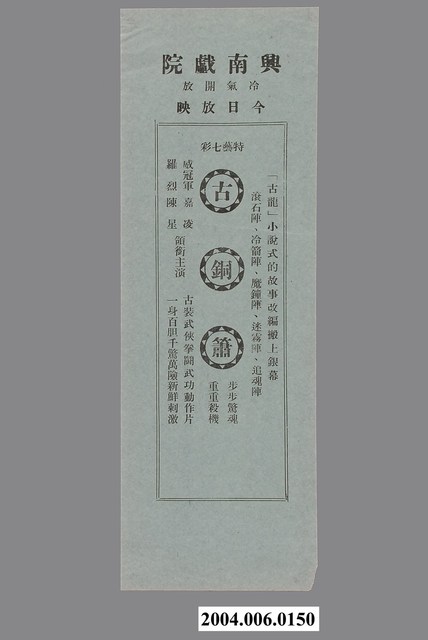 興南戲院
冷氣開放
今日放映
「古龍」小說式的故事改編搬上銀幕
滾石陣、冷箭陣、魔鐘陣、迷霧陣、追魂陣
特藝七彩
古銅簫
步步驚魂
重重殺機
威冠軍 嘉凌
羅烈 陳星
領銜主演
古裝武俠拳鬪武功動作片
一身百胆千驚萬險新鮮刺激
2004.006.0150